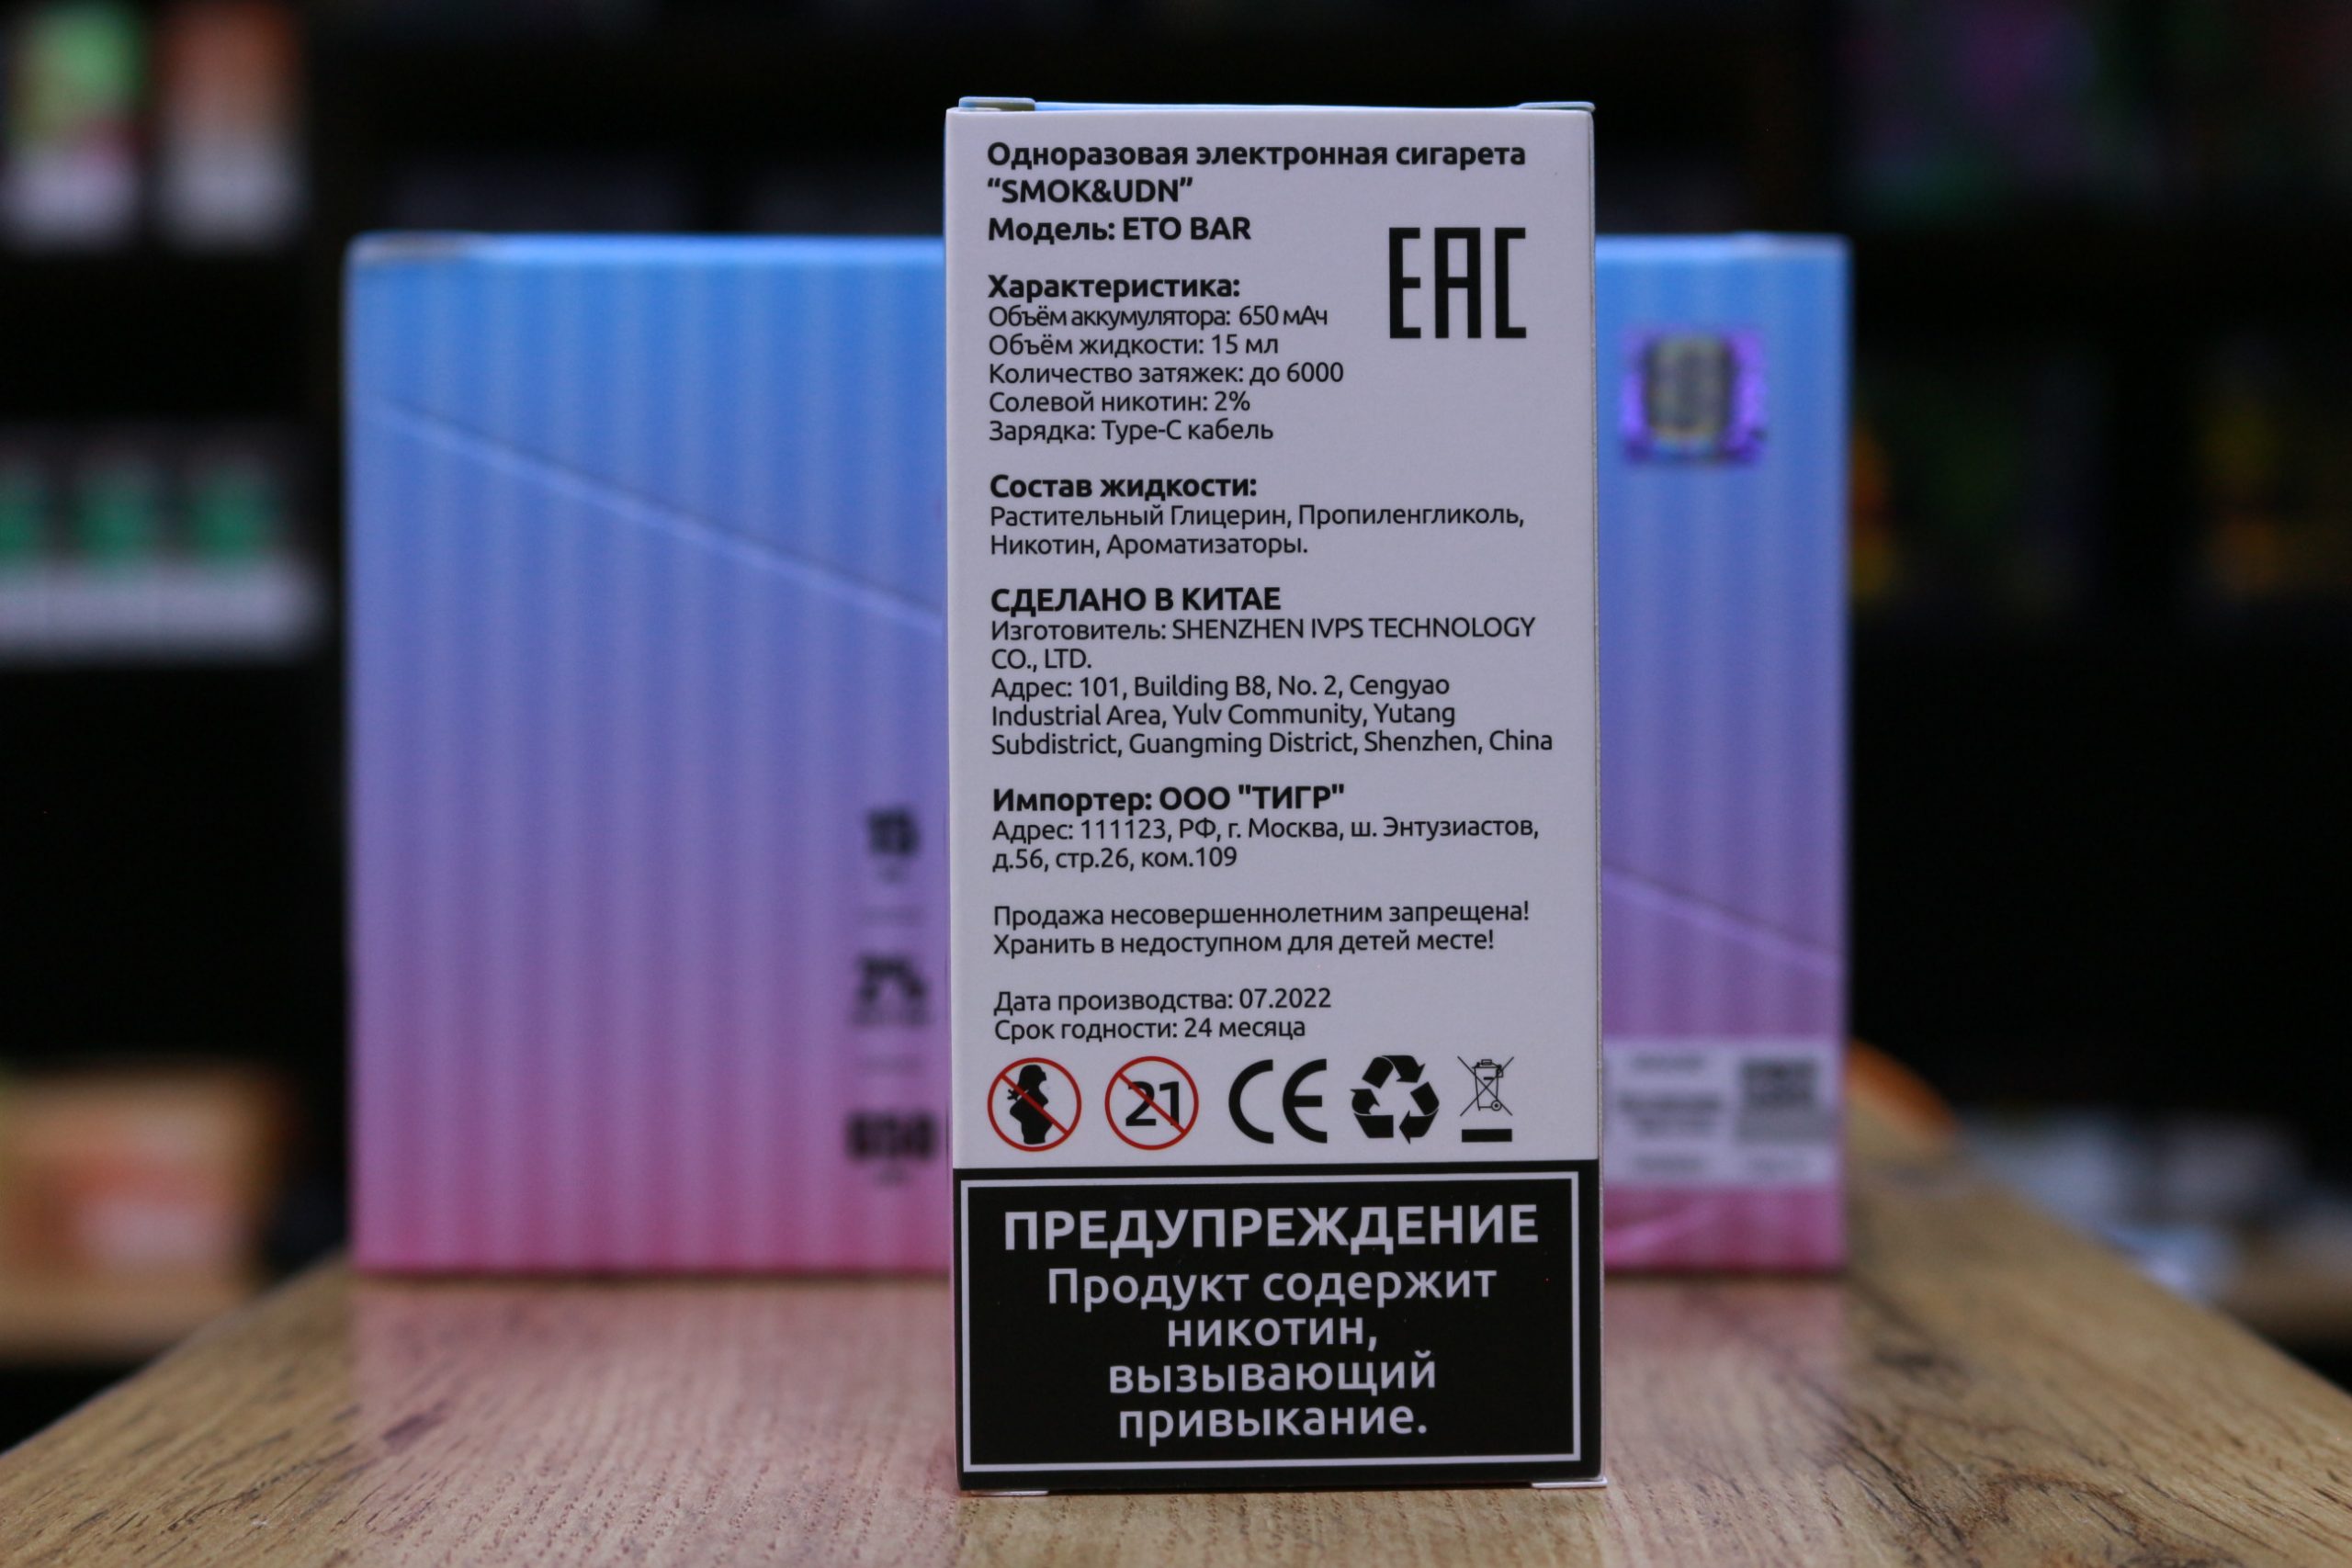 Одноразовая электронная сигарета
“SMOK&UDN”
Модель: ETO BAR
EAC
Характеристика:
Объём аккумулятора: 650 мАч
Объём жидкости: 15 мл
Количество затяжек: до 6000
Солевой никотин: 2%
Зарядка: Type-C кабель
Состав жидкости:
Растительный Глицерин, Пропиленгликоль,
Никотин, Ароматизаторы.
СДЕЛАНО В КИТАЕ
Изготовитель: SHENZHEN IVPS TECHNOLOGY
CO., LTD.
Адрес: 101, Building B8, No. 2, Cengyao
Industrial Area, Yulv Community, Yutang
Subdistrict, Guangming District, Shenzhen, China
Импортер: ООО "ТИГР"
Адрес: 111123, РФ, г. Москва, ш. Энтузиастов,
д.56, стр.26, ком.109
Продажа несовершеннолетним запрещена!
Хранить в недоступном для детей месте!
Дата производства: 07.2022
Срок годности: 24 месяца
21 CE
ПРЕДУПРЕЖДЕНИЕ
Продукт содержит
никотин,
вызывающий
привыкание.
15
2%
650